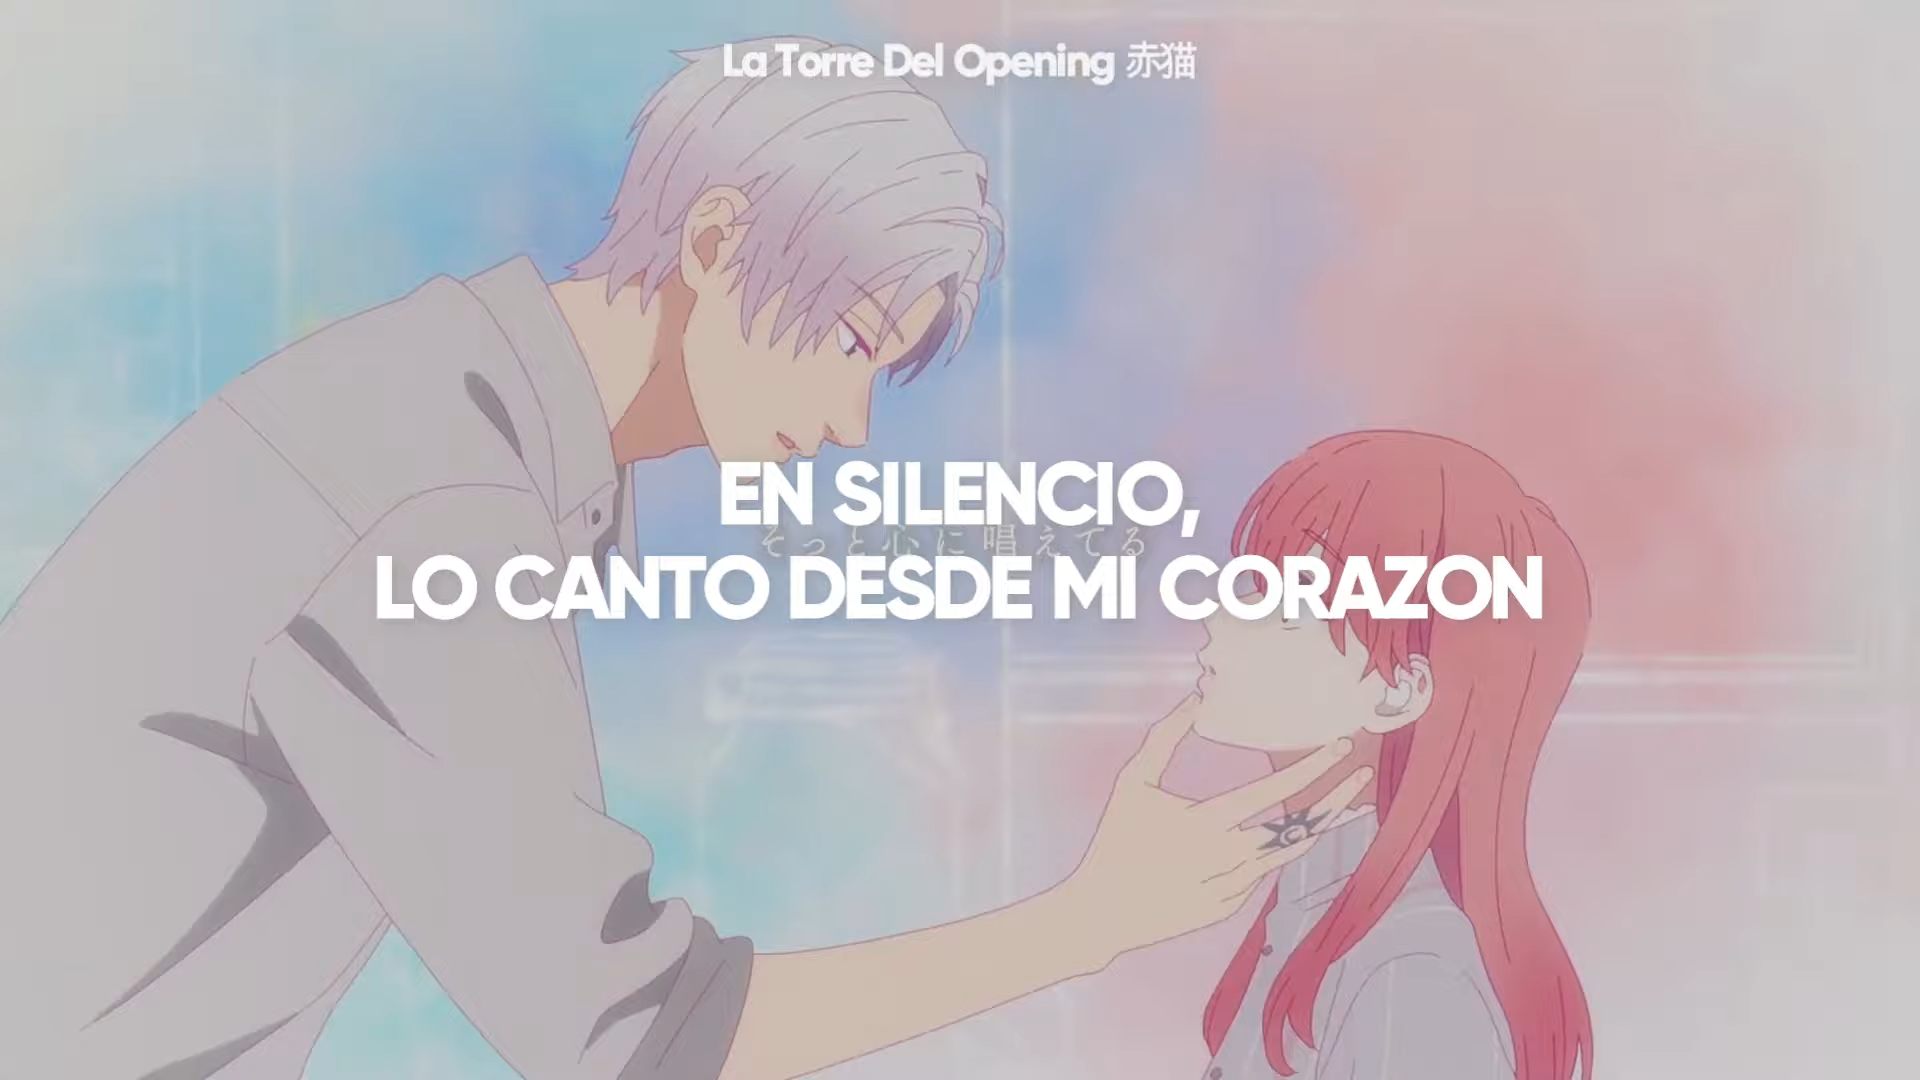 La Torre Del Opening 赤猫
EN SILENCIO,
そっと心に唱えてる
LO CANTO DESDE MI CORAZON